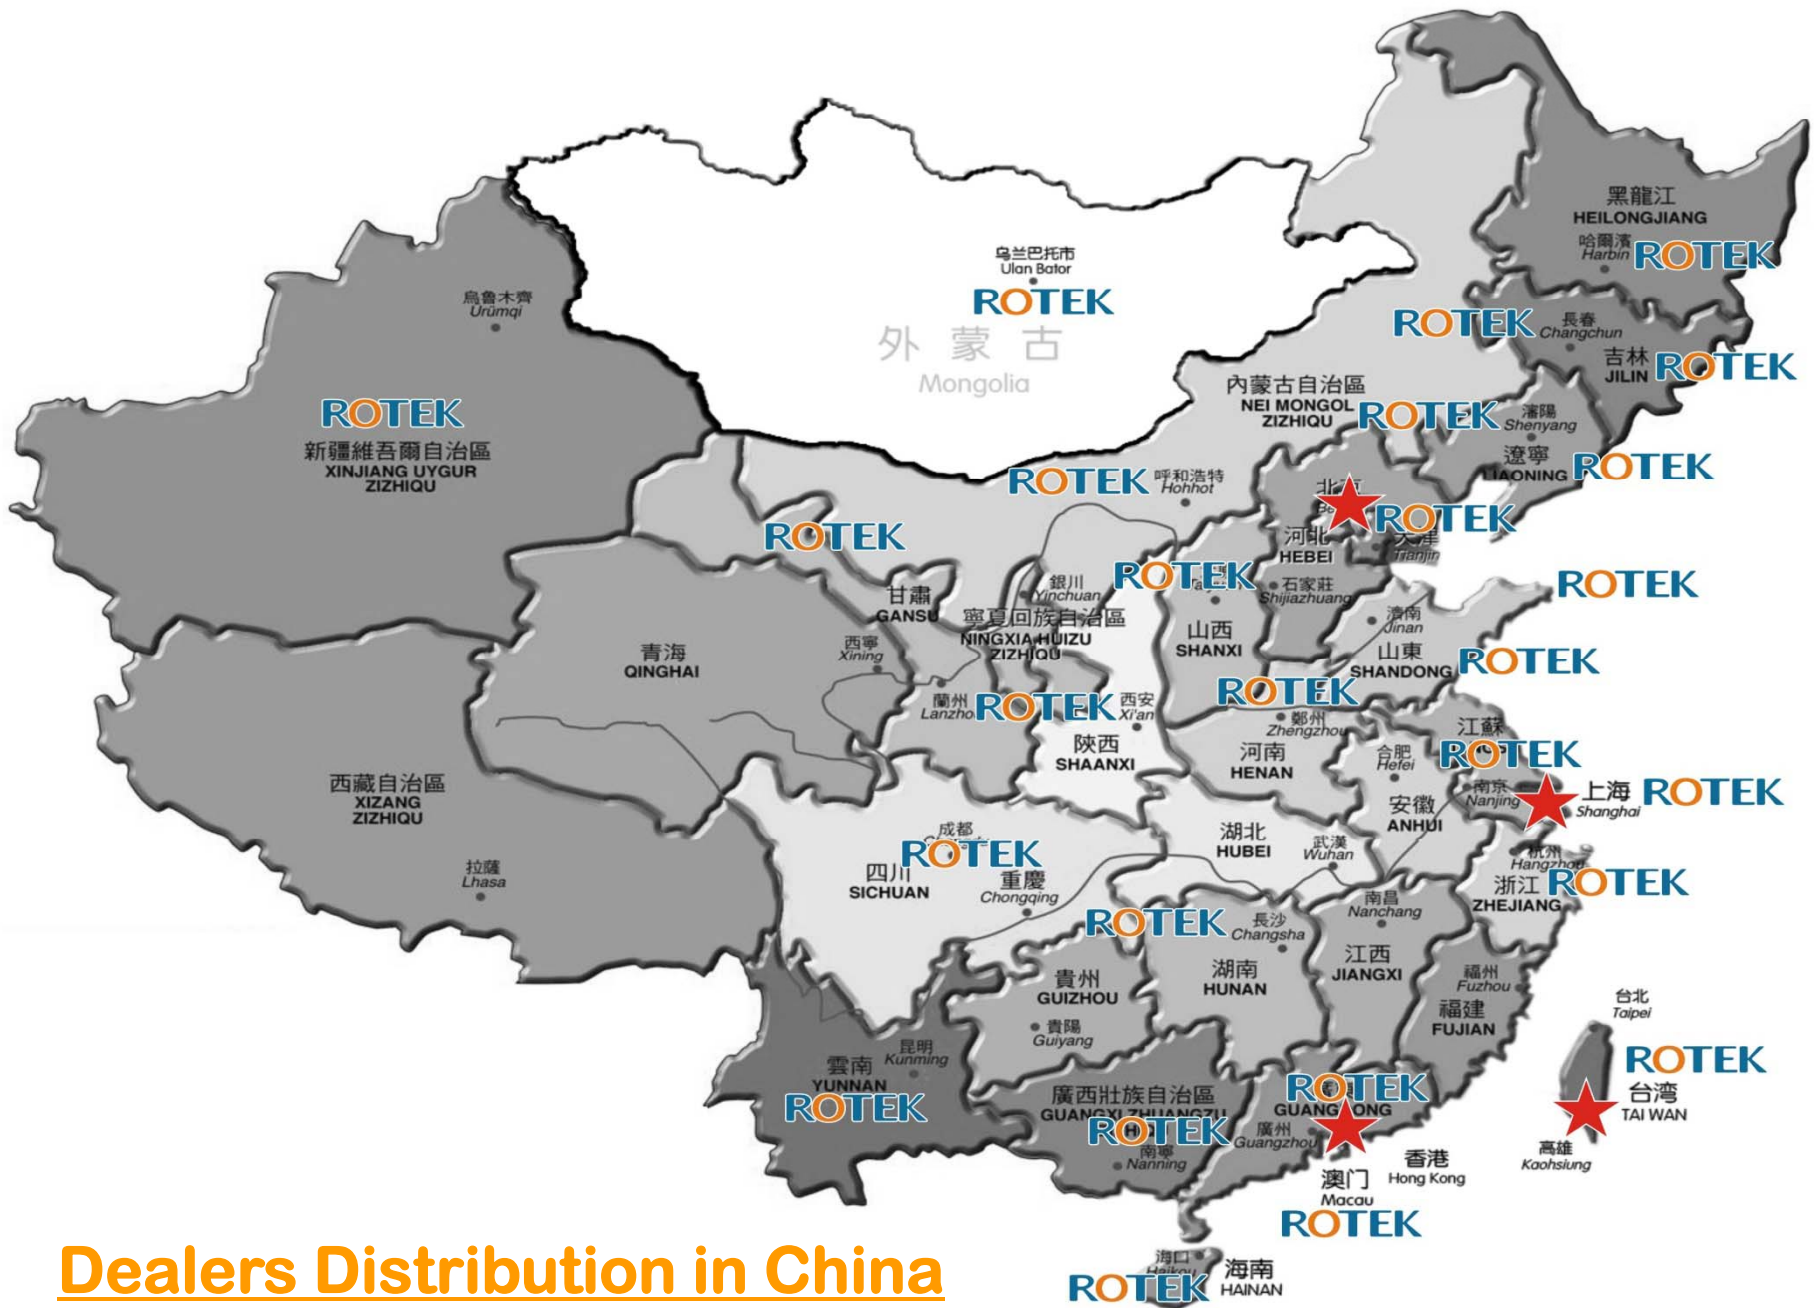 黑龍江
HEILONGJIANG
哈爾濱
Harbin
ROTEK
乌兰巴托市
Ulan Bator
ROTEK
外蒙古
Mongolia
烏魯木齊
Urümqi
ROTEK
長春
Changchun
吉林
JILIN
ROTEK
ROTEK
新疆維吾爾自治區
XINJIANG UYGUR
ZIZHIQU
內蒙古自治區
NEI MONGOL
ZIZHIQU
ROTEK
瀋陽
Shenyang
遼寧
LIAONING
ROTEK
ROTEK
呼和浩特
Hohhot
北京
ROTEK
天津
Tianjin
河北
HEBEI
石家莊
Shijiazhuang
ROTEK
甘肅
GANSU
銀川
Yinchuan
寧夏回族自治區
NINGXIA HUIZU
ZIZHIQU
ROTEK
山西
SHANXI
ROTEK
濟南
Jinan
山東
SHANDONG
ROTEK
青海
QINGHAI
西寧
Xining
蘭州
ROTEK
西安
Xi'an
陝西
SHAANXI
ROTEK
鄭州
Zhengzhou
河南
HENAN
江蘇
ROTEK
合肥
Hefei
安徽
ANHUI
南京
Nanjing
上海
Shanghai
ROTEK
西藏自治區
XIZANG
ZIZHIQU
拉薩
Lhasa
成都
ROTEK
四川
SICHUAN
重慶
Chongqing
湖北
HUBEI
武漢
Wuhan
杭州
Hangzhou
浙江
ZHEJIANG
ROTEK
ROTEK
長沙
Changsha
湖南
HUNAN
南昌
Nanchang
江西
JIANGXI
福州
Fuzhou
福建
FUJIAN
貴州
GUIZHOU
貴陽
Guiyang
昆明
Kunming
雲南
YUNNAN
ROTEK
廣西壯族自治區
GUANGXI ZHUANGZU
ROTEK
南寧
Nanning
ROTEK
GUANGDONG
廣州
Guangzhou
香港
Hong Kong
澳门
Macau
ROTEK
台北
Taipei
ROTEK
台湾
TAI WAN
高雄
Kaohsiung
海口
Haikou
海南
HAINAN
ROTEK
Dealers Distribution in China